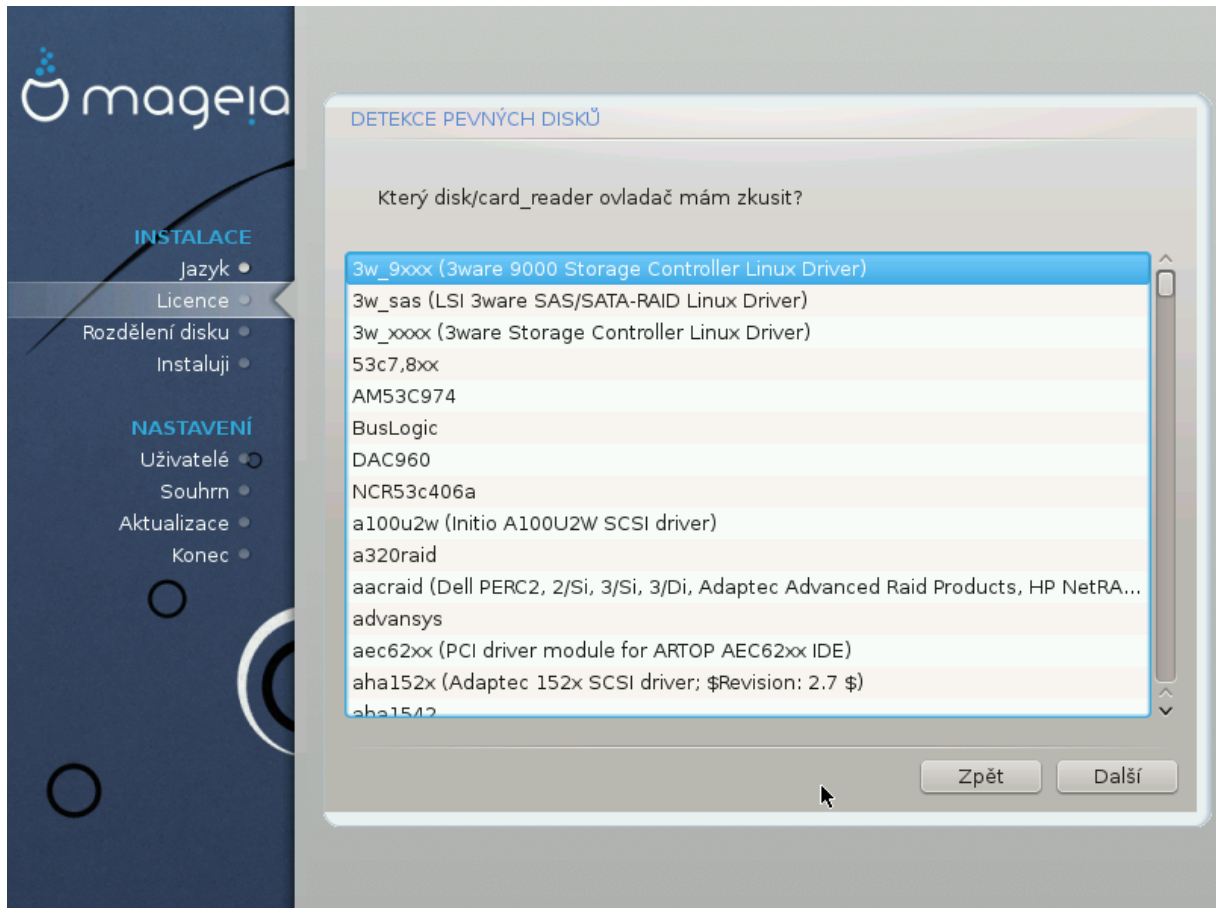 mageia
INSTALACE
Jazyk
Licence
Rozdělení disku
Instaluji
NASTAVENÍ
Uživatelé
Souhrn
Aktualizace
Konec
DETEKCE PEVNÝCH DISKŮ
Který disk/card_reader ovladač mám zkusit?
3w_9xxx (3ware 9000 Storage Controller Linux Driver)
3w_sas (LSI 3ware SAS/SATA-RAID Linux Driver)
3w_xxxx (3ware Storage Controller Linux Driver)
53c7,8xx
AM53C974
BusLogic
DAC960
NCR53c406a
a100u2w (Initio A100U2W SCSI driver)
a320raid
aacraid (Dell PERC2, 2/Si, 3/Si, 3/Di, Adaptec Advanced Raid Products, HP NetRA...
advansys
aec62xx (PCI driver module for ARTOP AEC62xx IDE)
aha152x (Adaptec 152x SCSI driver; $Revision: 2.7 $)
aha1542
Zpět
Další